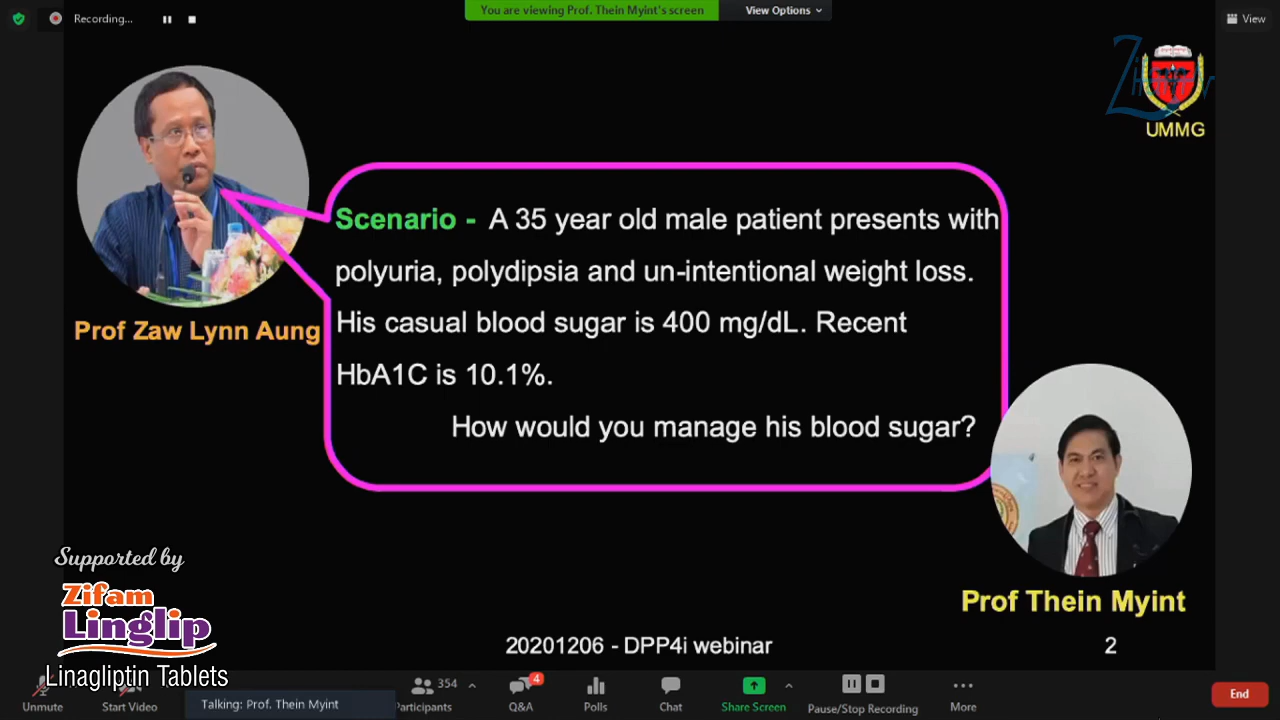 Recording...
You are viewing Prof. Thein Myint's screen
View Options
View
UMMG
Scenario - A 35 year old male patient presents with
polyuria, polydipsia and un-intentional weight loss.
His casual blood sugar is 400 mg/dL. Recent
HbA1C is 10.1%.
How would you manage his blood sugar?
Prof Zaw Lynn Aung
Prof Thein Myint
Supported by
Zifam
Linglip
Linagliptin Tablets
20201206 - DPP4i webinar
2
Unmute
Start Video
Talking: Prof. Thein Myint
354
Participants
4
Q&A
Polls
Chat
Share Screen
Pause/Stop Recording
More
End